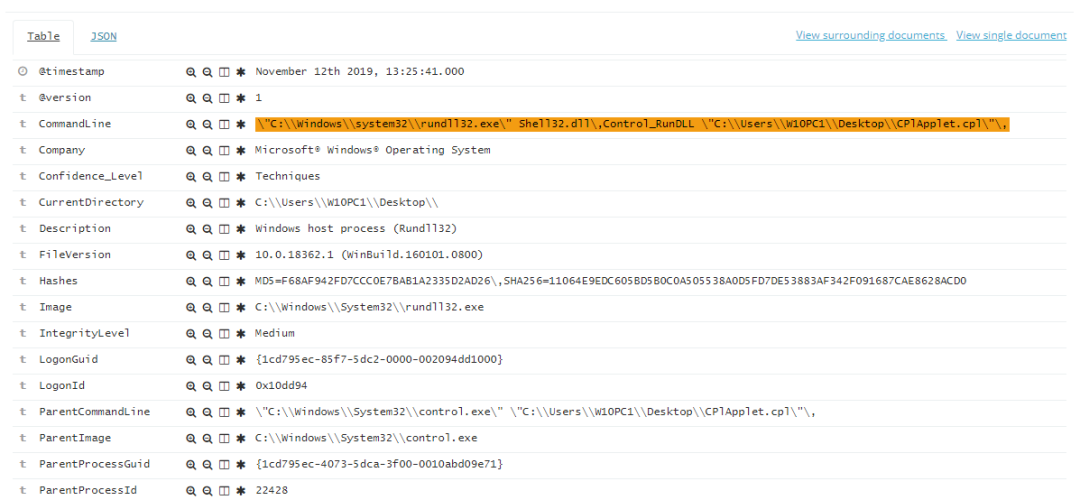 Table JSON View surrounding documents View single document
@timestamp November 12th 2019, 13:25:41.000
t @version 1
t CommandLine \"C:\\Windows\\system32\\rundll32.exe\" Shell32.dll\,Control_RunDLL \"C:\\Users\\W10PC1\\Desktop\\CPlApplet.cpl\"\,
t Company Microsoft® Windows® Operating System
t Confidence_Level Techniques
t CurrentDirectory C:\\Users\\W10PC1\\Desktop\\
t Description Windows host process (Rundll32)
t FileVersion 10.0.18362.1 (WinBuild.160101.0800)
t Hashes MD5=F68AF942FD7CCC0E7BAB1A2335D2AD26\,SHA256=11064E9EDC605BD5B0C0A505538A0D5FD7DE53883AF342F091687CAE8628ACD0
t Image C:\\Windows\\System32\\rundll32.exe
t IntegrityLevel Medium
t LogonGuid {1cd795ec-85f7-5dc2-0000-002094dd1000}
t LogonId 0x10dd94
t ParentCommandLine \"C:\\Windows\\System32\\control.exe\" \"C:\\Users\\W10PC1\\Desktop\\CPlApplet.cpl\"\,
t ParentImage C:\\Windows\\System32\\control.exe
t ParentProcessGuid {1cd795ec-4073-5dca-3f00-0010abd09e71}
t ParentProcessId 22428